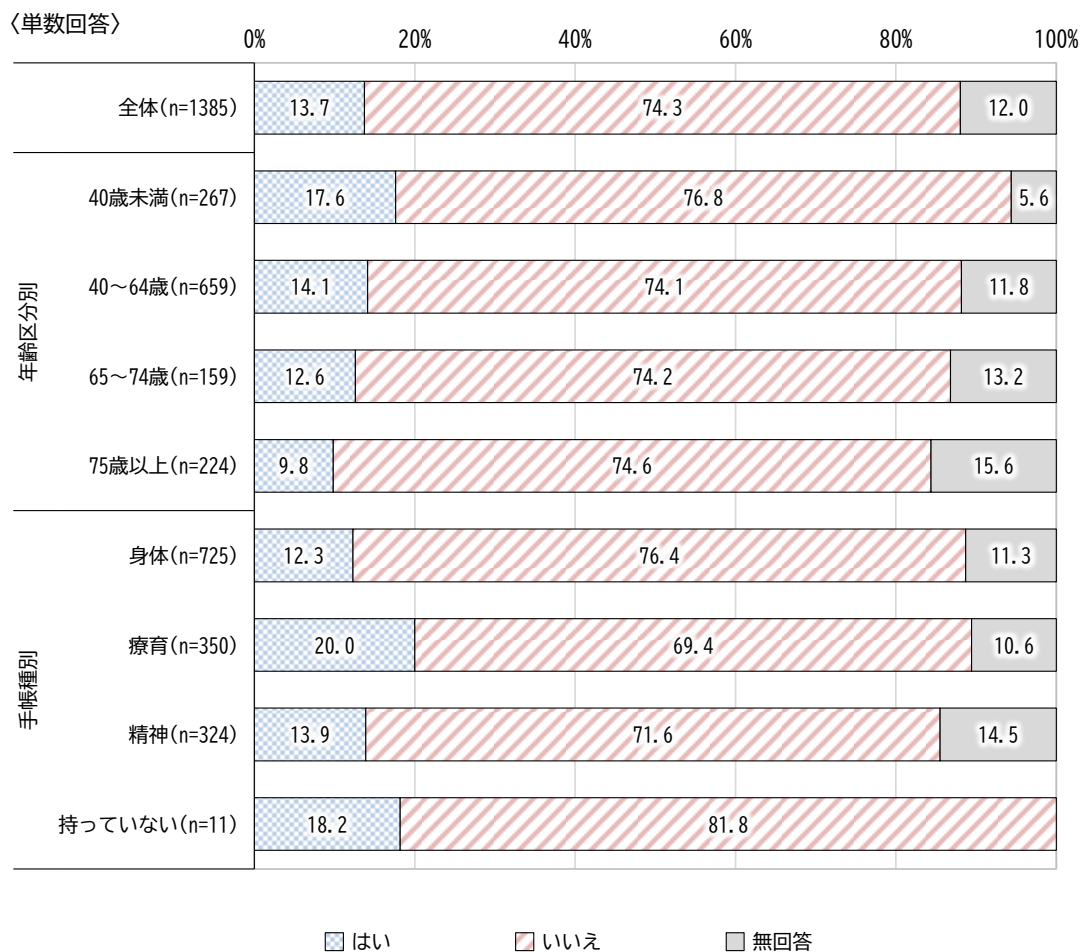 〈単数回答〉
0% 20% 40% 60% 80% 100%
全体(n=1385) 13.7 74.3 12.0
年齢区分別
40歳未満(n=267) 17.6 76.8 5.6
40～64歳(n=659) 14.1 74.1 11.8
65～74歳(n=159) 12.6 74.2 13.2
75歳以上(n=224) 9.8 74.6 15.6
手帳種別
身体(n=725) 12.3 76.4 11.3
療育(n=350) 20.0 69.4 10.6
精神(n=324) 13.9 71.6 14.5
持っていない(n=11) 18.2 81.8
はい いいえ 無回答